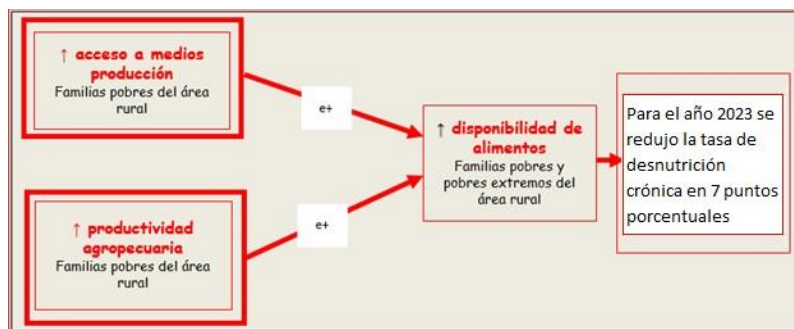 ↑ acceso a medios
producción
Familias pobres del área
rural
e+
↑ productividad
agropecuaria
Familias pobres del área
rural
e+
↑ disponibilidad de
alimentos
Familias pobres y
pobres extremos del
área rural
Para el año 2023 se
redujo la tasa de
desnutrición
crónica en 7 puntos
porcentuales